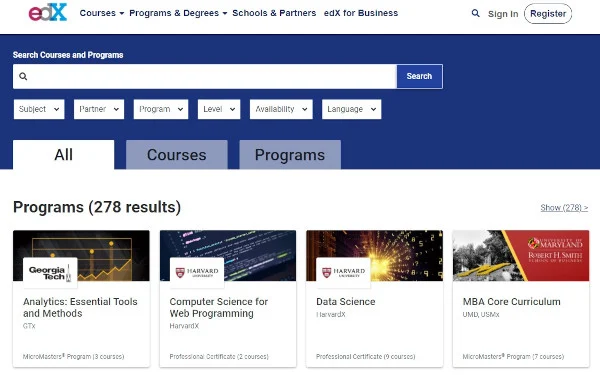 edX
Courses Programs & Degrees Schools & Partners edX for Business Sign In Register
Search Courses and Programs
Search
Subject Partner Program Level Availability Language
All Courses Programs
Programs (278 results) Show (278) >
Georgia Tech
HARVARD UNIVERSITY
HARVARD UNIVERSITY
UNIVERSITY OF MARYLAND
ROBERT H. SMITH
SCHOOL OF BUSINESS
Analytics: Essential Tools and Methods
GTx
MicroMasters® Program (3 courses)
Computer Science for Web Programming
HarvardX
Professional Certificate (2 courses)
Data Science
HarvardX
Professional Certificate (9 courses)
MBA Core Curriculum
UMD, USMx
MicroMasters® Program (7 courses)